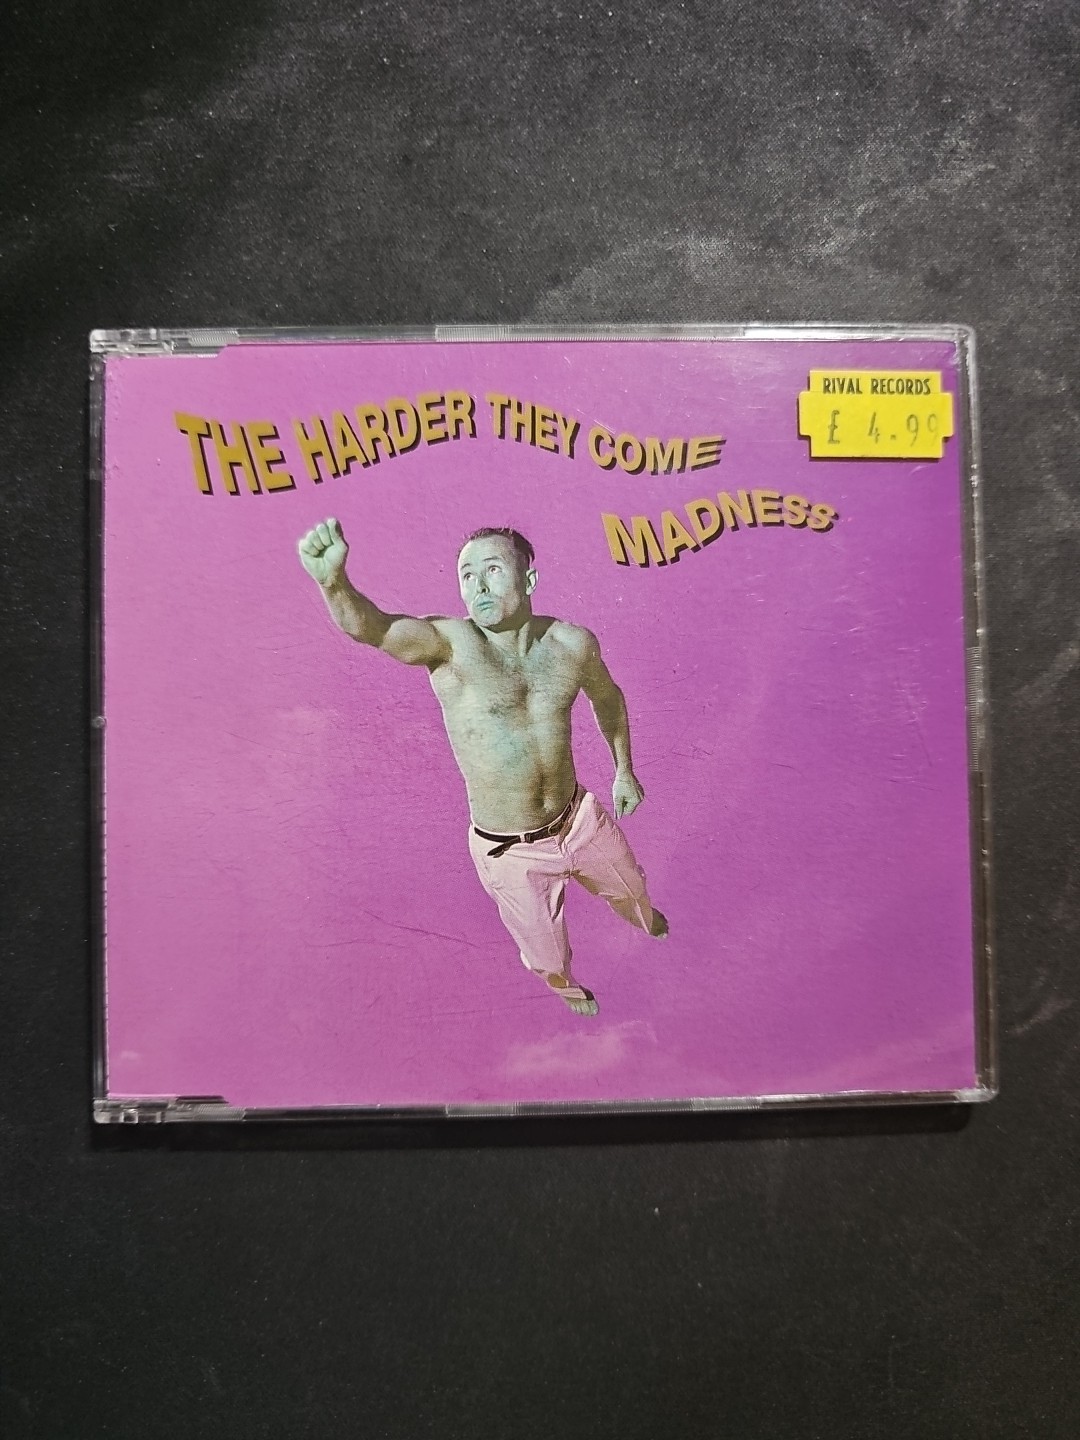 THE HARDER THEY COME
MADNESS
RIVAL RECORDS
£ 4.99